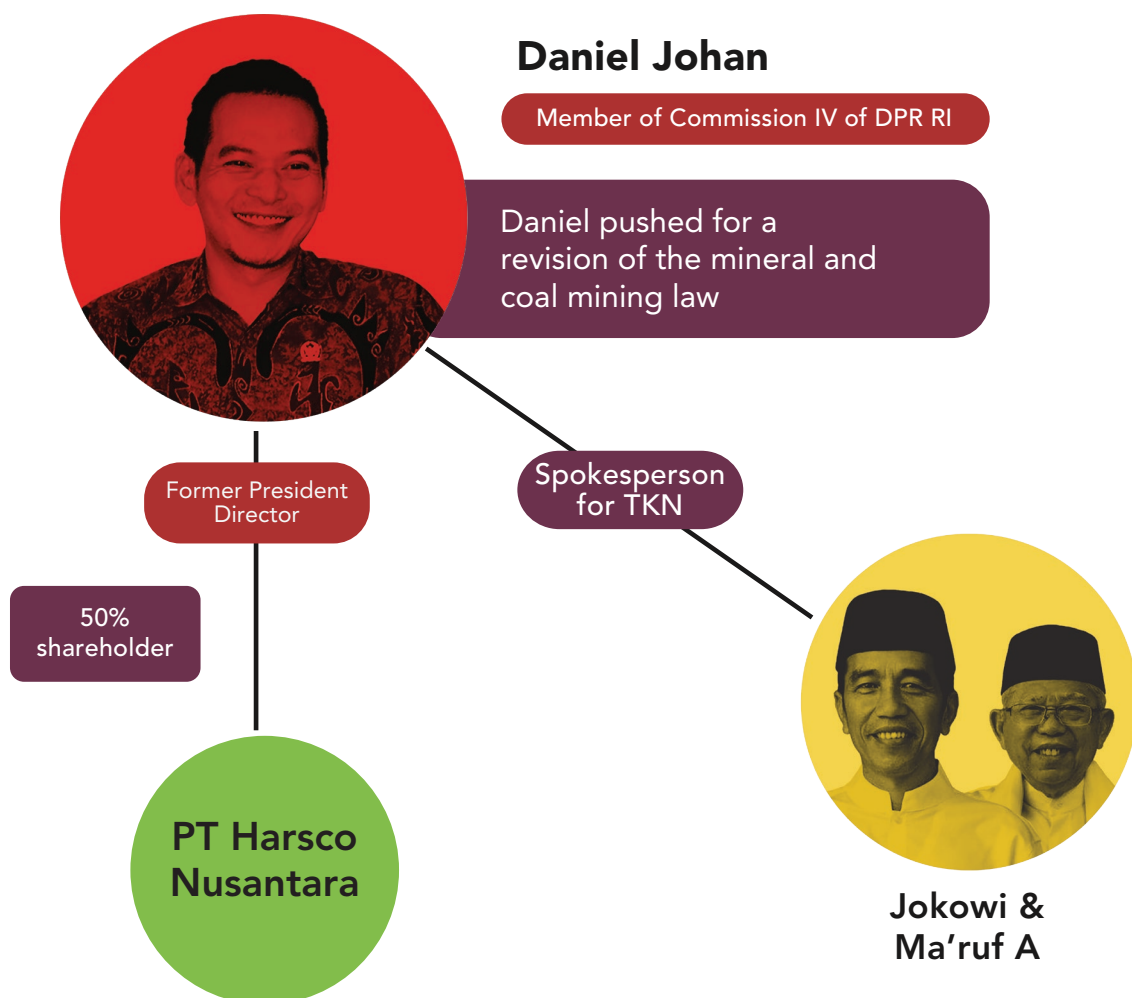 Daniel Johan
Member of Commission IV of DPR RI
Daniel pushed for a
revision of the mineral and
coal mining law
Former President
Director
Spokesperson
for TKN
50%
shareholder
PT Harsco
Nusantara
Jokowi &
Ma’ruf A